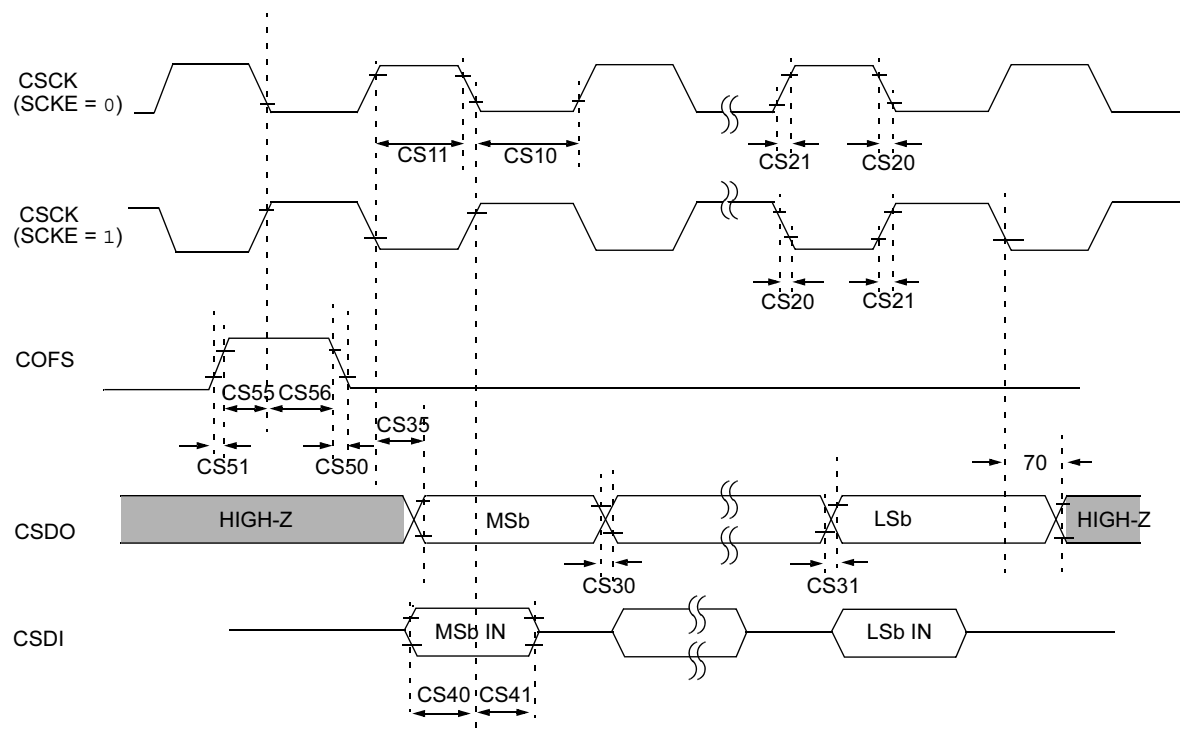 CSCK
(SCKE = 0)
CS11
CS10
CS21
CS20
CSCK
(SCKE = 1)
CS20
CS21
COFS
CS55
CS56
CS35
CS51
CS50
70
CSDO
HIGH-Z
MSb
LSb
HIGH-Z
CS30
CS31
CSDI
MSb IN
LSb IN
CS40
CS41